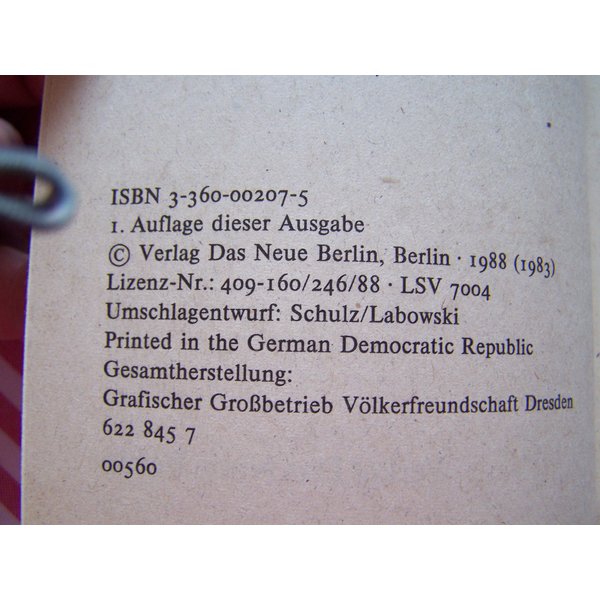 ISBN 3-360-00207-5
1. Auflage dieser Ausgabe
© Verlag Das Neue Berlin, Berlin · 1988 (1983)
Lizenz-Nr.: 409-160/246/88 · LSV 7004
Umschlagentwurf: Schulz/Labowski
Printed in the German Democratic Republic
Gesamtherstellung:
Grafischer Großbetrieb Völkerfreundschaft Dresden
622 845 7
00560